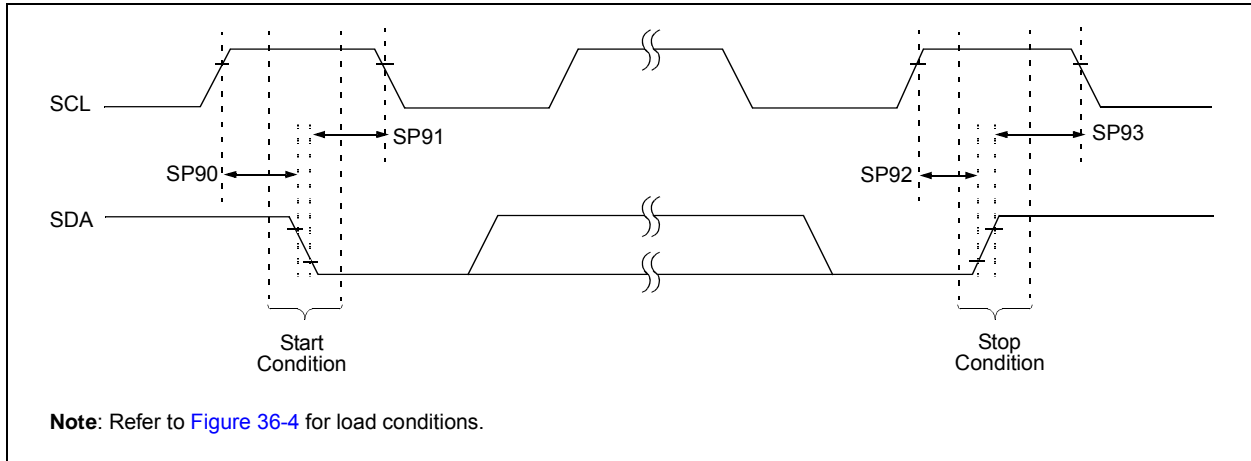 SCL
SP91
SP93
SP90
SP92
SDA
Start
Condition
Stop
Condition
Note: Refer to Figure 36-4 for load conditions.